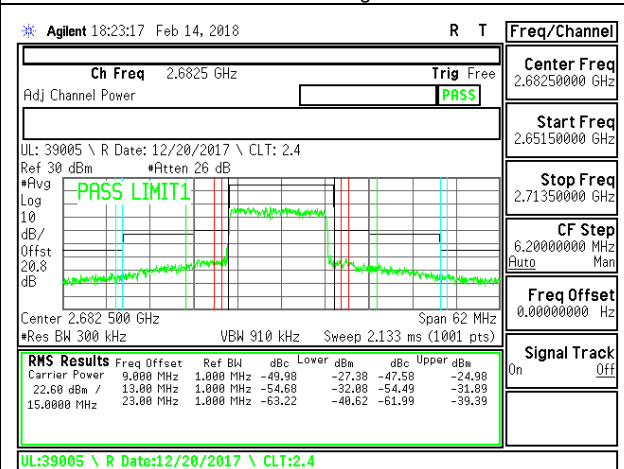 Agilent 18:23:17 Feb 14, 2018 R T
Freq/Channel
Ch Freq 2.6825 GHz Trig Free
Adj Channel Power PASS
UL: 39005 \ R Date: 12/20/2017 \ CLT: 2.4
Ref 30 dBm #Atten 26 dB
#Avg
Log
10
dB/
Offst
20.8
dB
PASS LIMIT1
Center 2.682 500 GHz Span 62 MHz
#Res BW 300 kHz VBW 910 kHz Sweep 2.133 ms (1001 pts)
RMS Results Freq Offset Ref BW dBc Lower dBm dBc Upper dBm
Carrier Power 9.000 MHz 1.000 MHz -49.98 -27.38 -47.58 -24.98
22.60 dBm / 13.00 MHz 1.000 MHz -54.68 -32.08 -54.49 -31.89
15.0000 MHz 23.00 MHz 1.000 MHz -63.22 -40.62 -61.99 -39.39
UL:39005 \ R Date:12/20/2017 \ CLT:2.4
Center Freq
2.68250000 GHz
Start Freq
2.65150000 GHz
Stop Freq
2.71350000 GHz
CF Step
6.20000000 MHz
Auto Man
Freq Offset
0.00000000 Hz
Signal Track
On Off